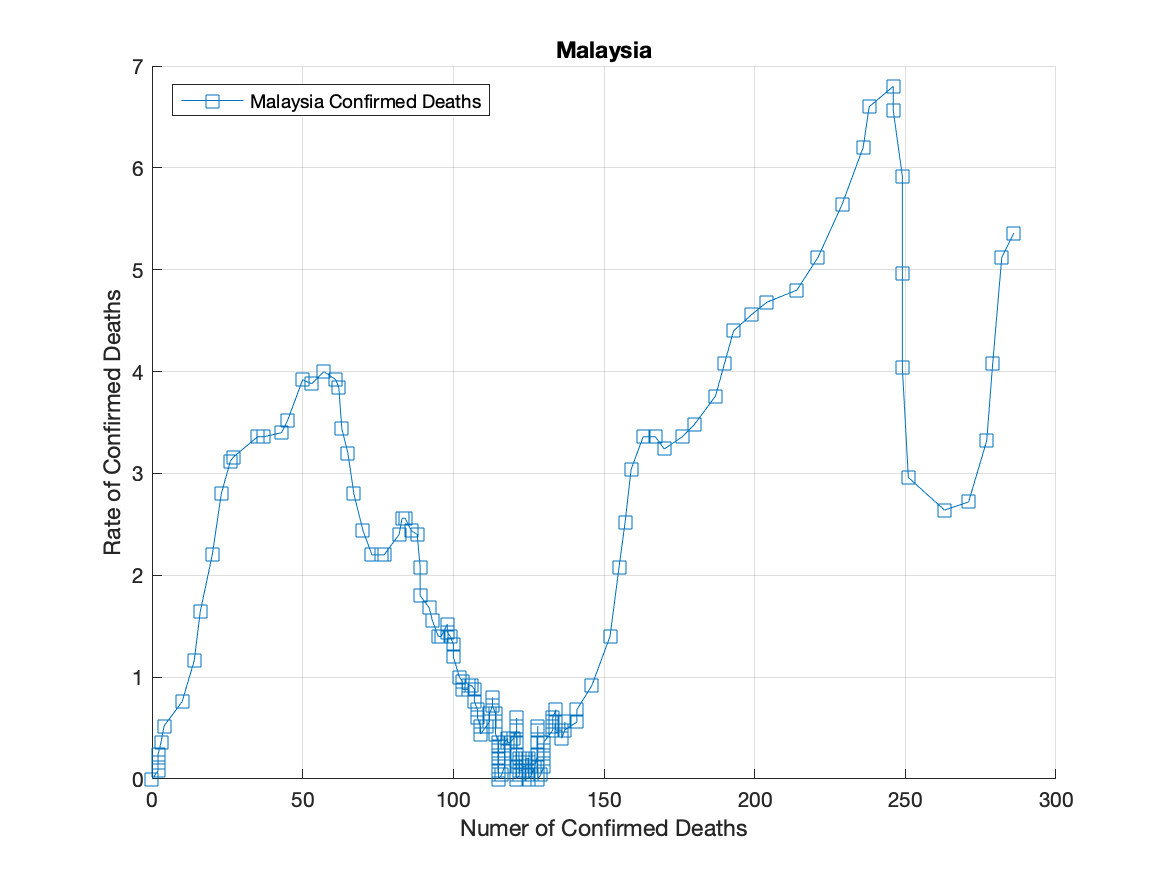 Malaysia
Malaysia Confirmed Deaths
7
6
5
4
3
2
1
0
Rate of Confirmed Deaths
0 50 100 150 200 250 300
Numer of Confirmed Deaths